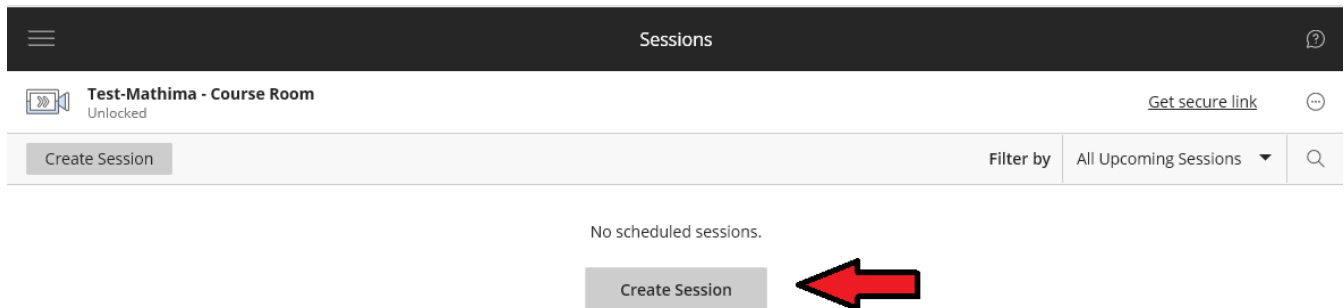 Sessions
Test-Mathima - Course Room
Unlocked
Get secure link
Create Session
Filter by
All Upcoming Sessions
No scheduled sessions.
Create Session